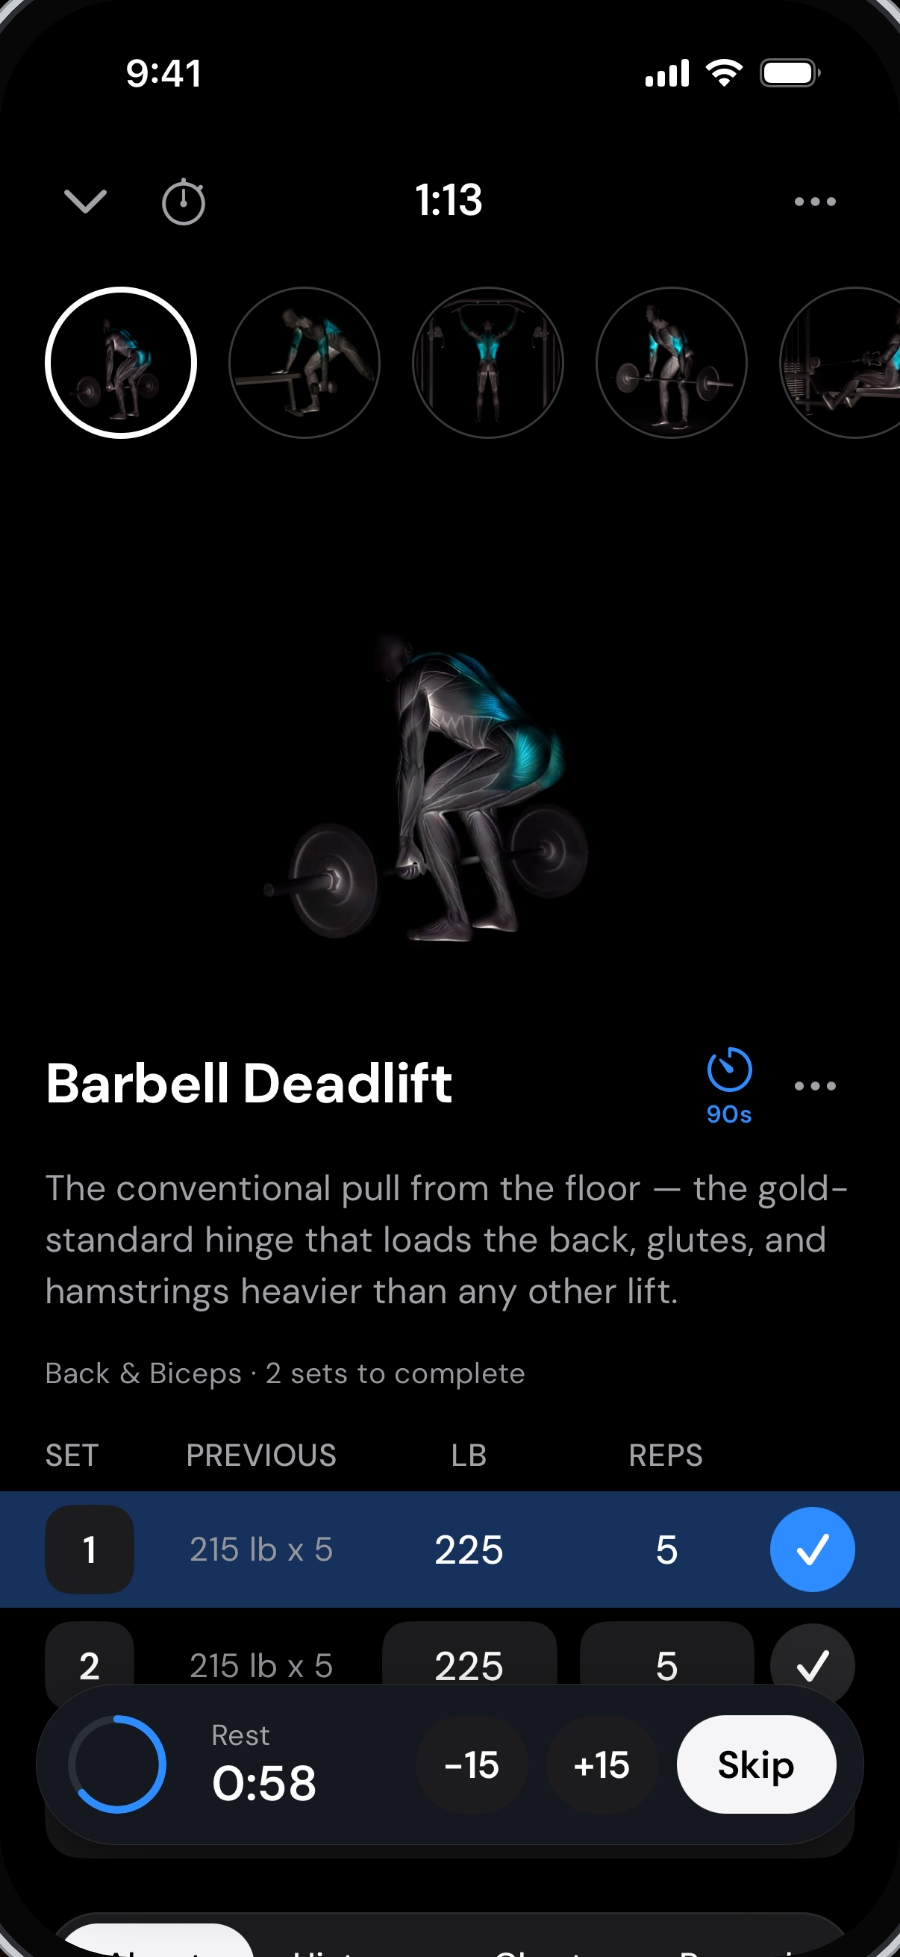 9:41
1:13
Barbell Deadlift
90s
The conventional pull from the floor — the gold-
standard hinge that loads the back, glutes, and
hamstrings heavier than any other lift.
Back & Biceps · 2 sets to complete
SET PREVIOUS LB REPS
1 215 lb x 5 225 5
2 215 lb x 5 225 5
Rest
0:58
-15 +15 Skip